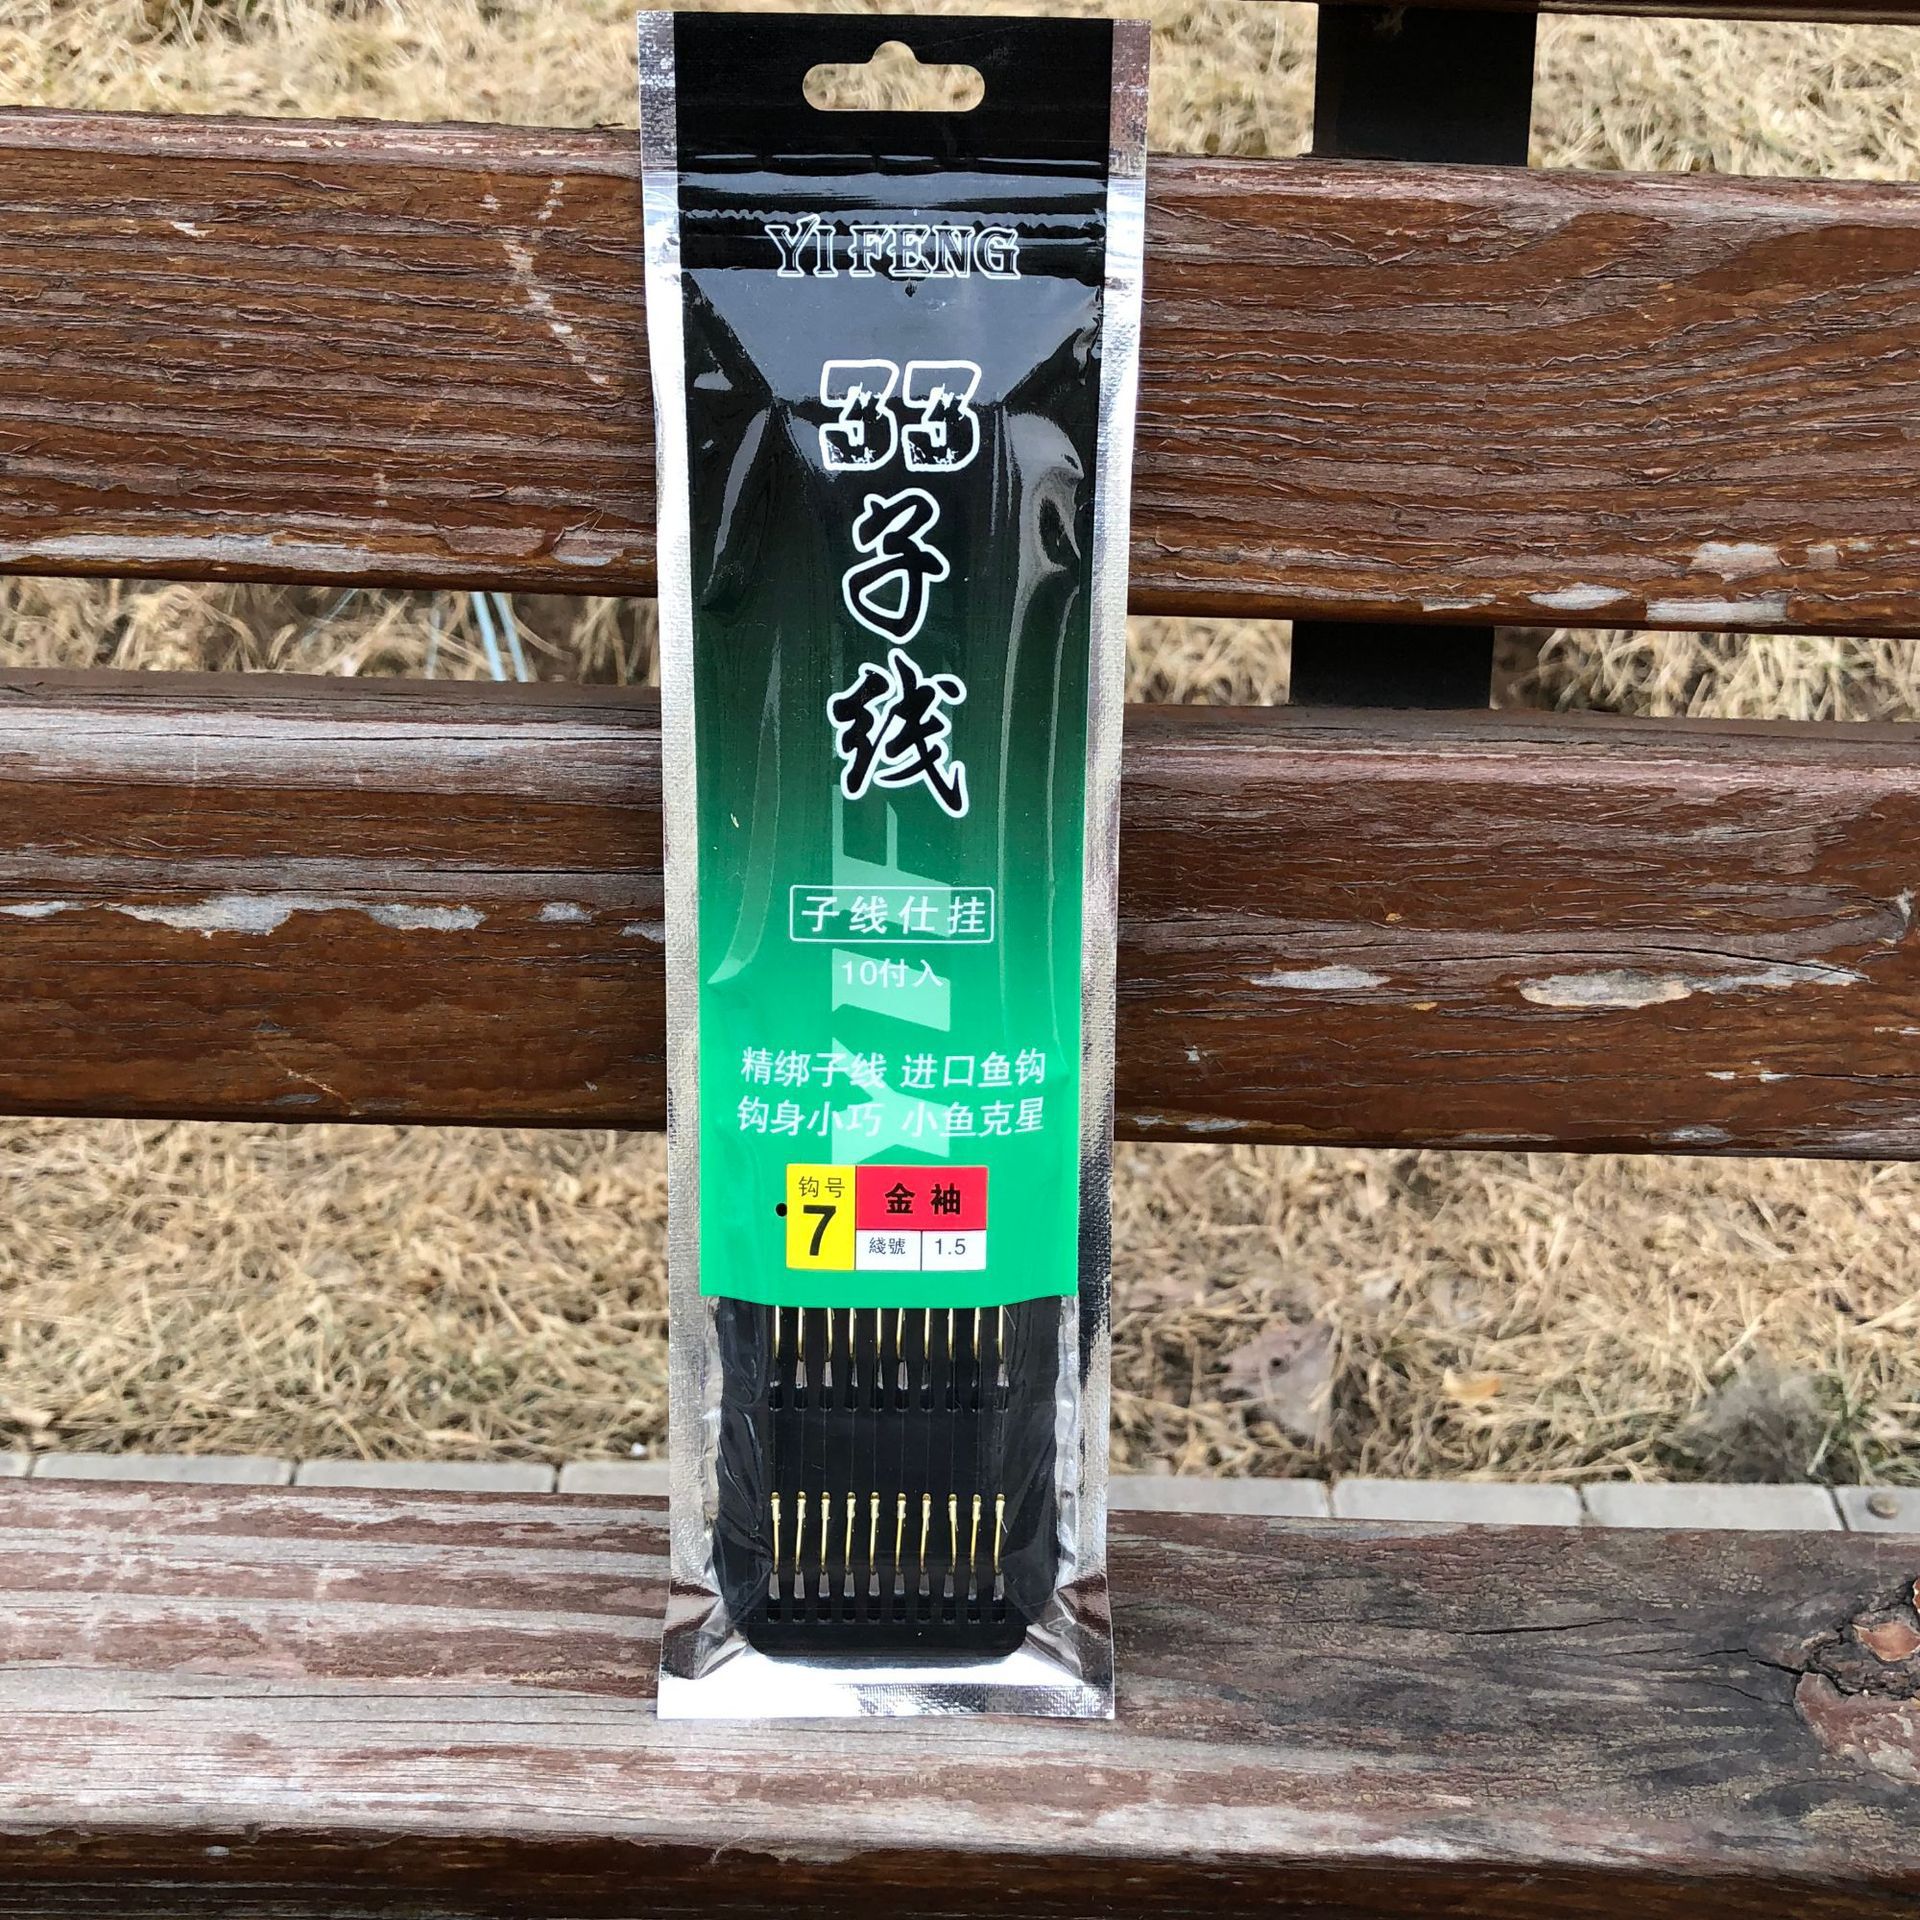 YI FENG
33
子
线
子线仕挂
10付入
精绑子线 进口鱼钩
钩身小巧 小鱼克星
钩号 金袖
7 綫號 1.5
YIF